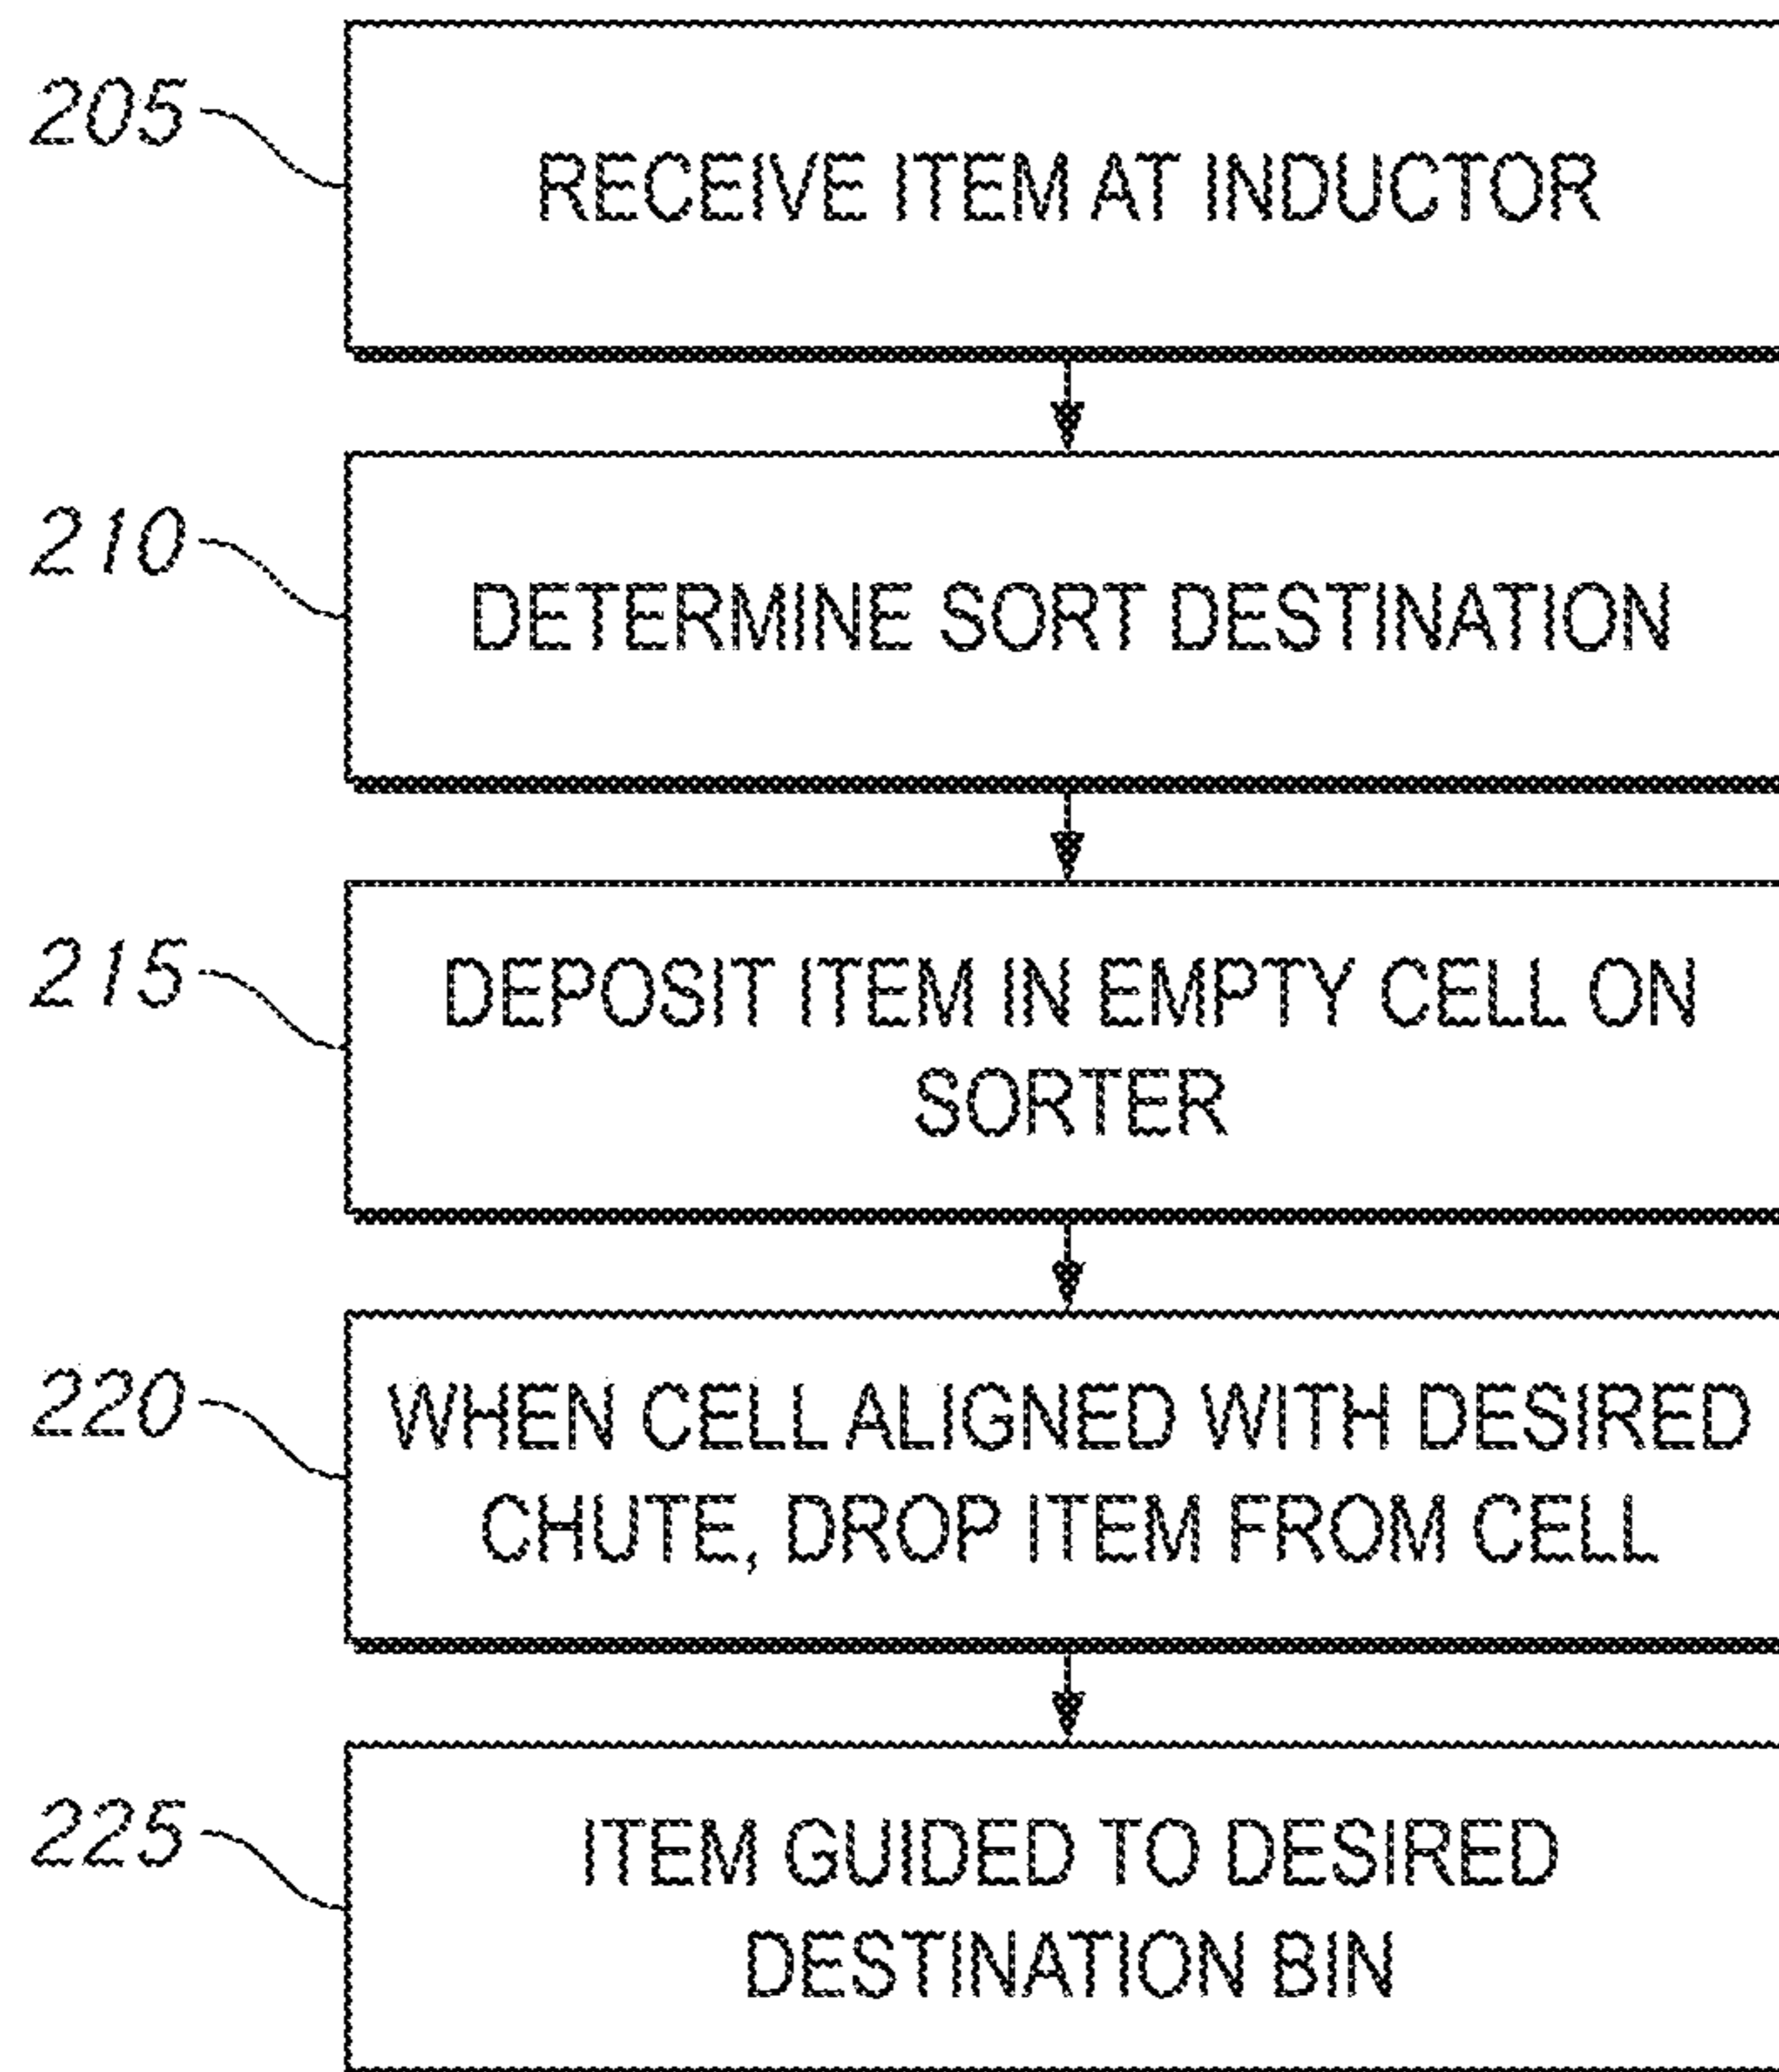 205
RECEIVE ITEM AT INDUCTOR
210
DETERMINE SORT DESTINATION
215
DEPOSIT ITEM IN EMPTY CELL ON
SORTER
220
WHEN CELL ALIGNED WITH DESIRED
CHUTE, DROP ITEM FROM CELL
225
ITEM GUIDED TO DESIRED
DESTINATION BIN